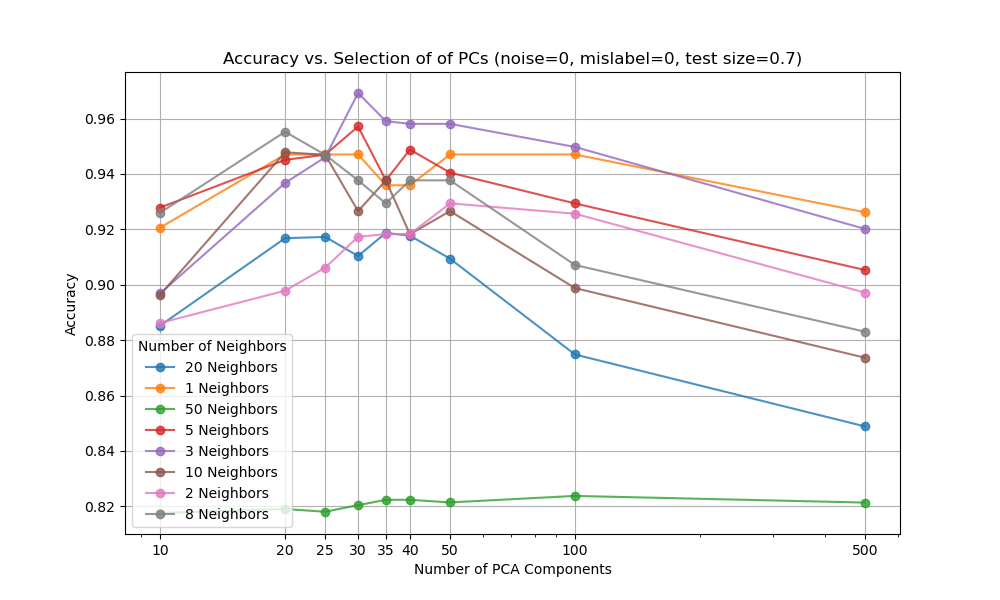 Accuracy vs. Selection of of PCs (noise=0, mislabel=0, test size=0.7)
0.96
0.94
0.92
0.90
0.88
0.86
0.84
0.82
Accuracy
Number of Neighbors
20 Neighbors
1 Neighbors
50 Neighbors
5 Neighbors
3 Neighbors
10 Neighbors
2 Neighbors
8 Neighbors
10 20 25 30 35 40 50 100 500
Number of PCA Components